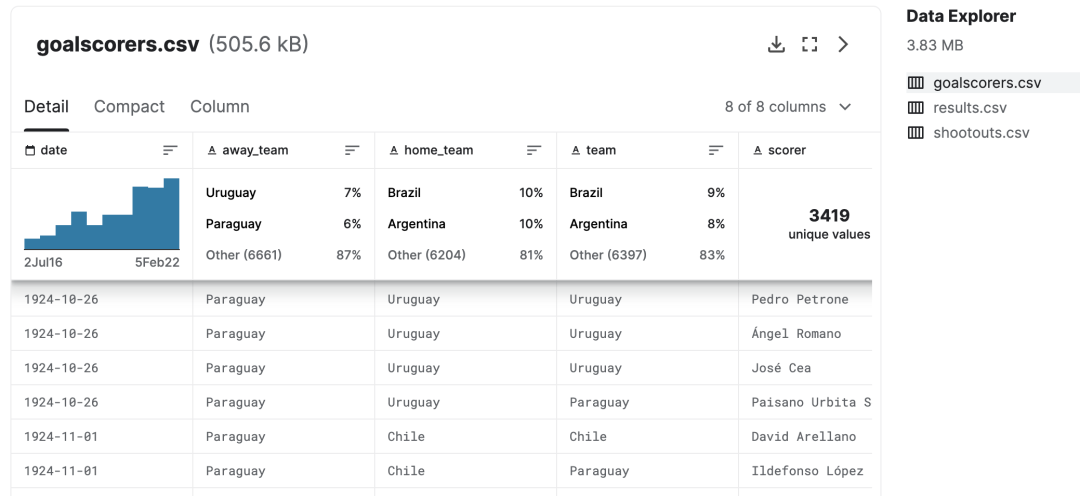 goalscorers.csv (505.6 kB)
Detail Compact Column 8 of 8 columns
date away_team home_team team scorer
Uruguay 7% Brazil 10% Brazil 9%
Paraguay 6% Argentina 10% Argentina 8% 3419
unique values
Other (6661) 87% Other (6204) 81% Other (6397) 83%
2Jul16 5Feb22
1924-10-26 Paraguay Uruguay Uruguay Pedro Petrone
1924-10-26 Paraguay Uruguay Uruguay Ángel Romano
1924-10-26 Paraguay Uruguay Uruguay José Cea
1924-10-26 Paraguay Uruguay Paraguay Paisano Urbita S
1924-11-01 Paraguay Chile Chile David Arellano
1924-11-01 Paraguay Chile Paraguay Ildefonso López
Data Explorer
3.83 MB
goalscorers.csv
results.csv
shootouts.csv